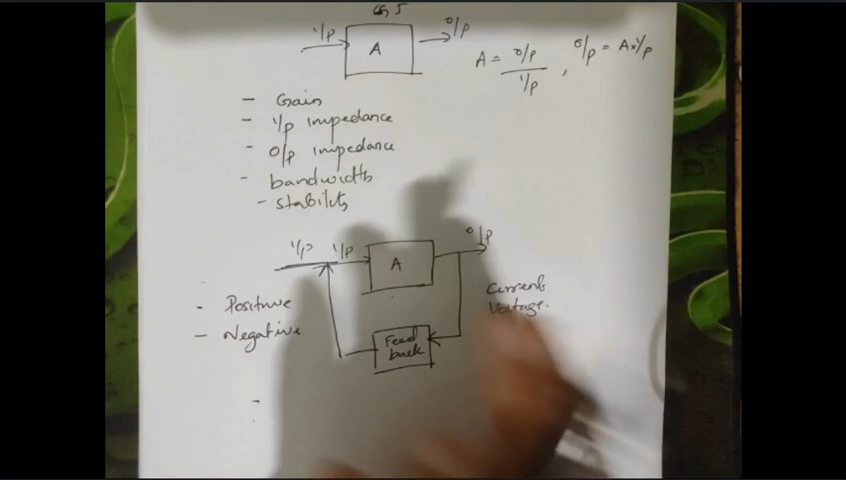 I/p
A
O/p
A = O/p / I/p , O/p = A × I/p
- Gain
- I/p impedance
- O/p impedance
- bandwidth
- stability
I/p I/p
A
O/p
Current
Voltage.
- Positive
- Negative
Feed
back
-